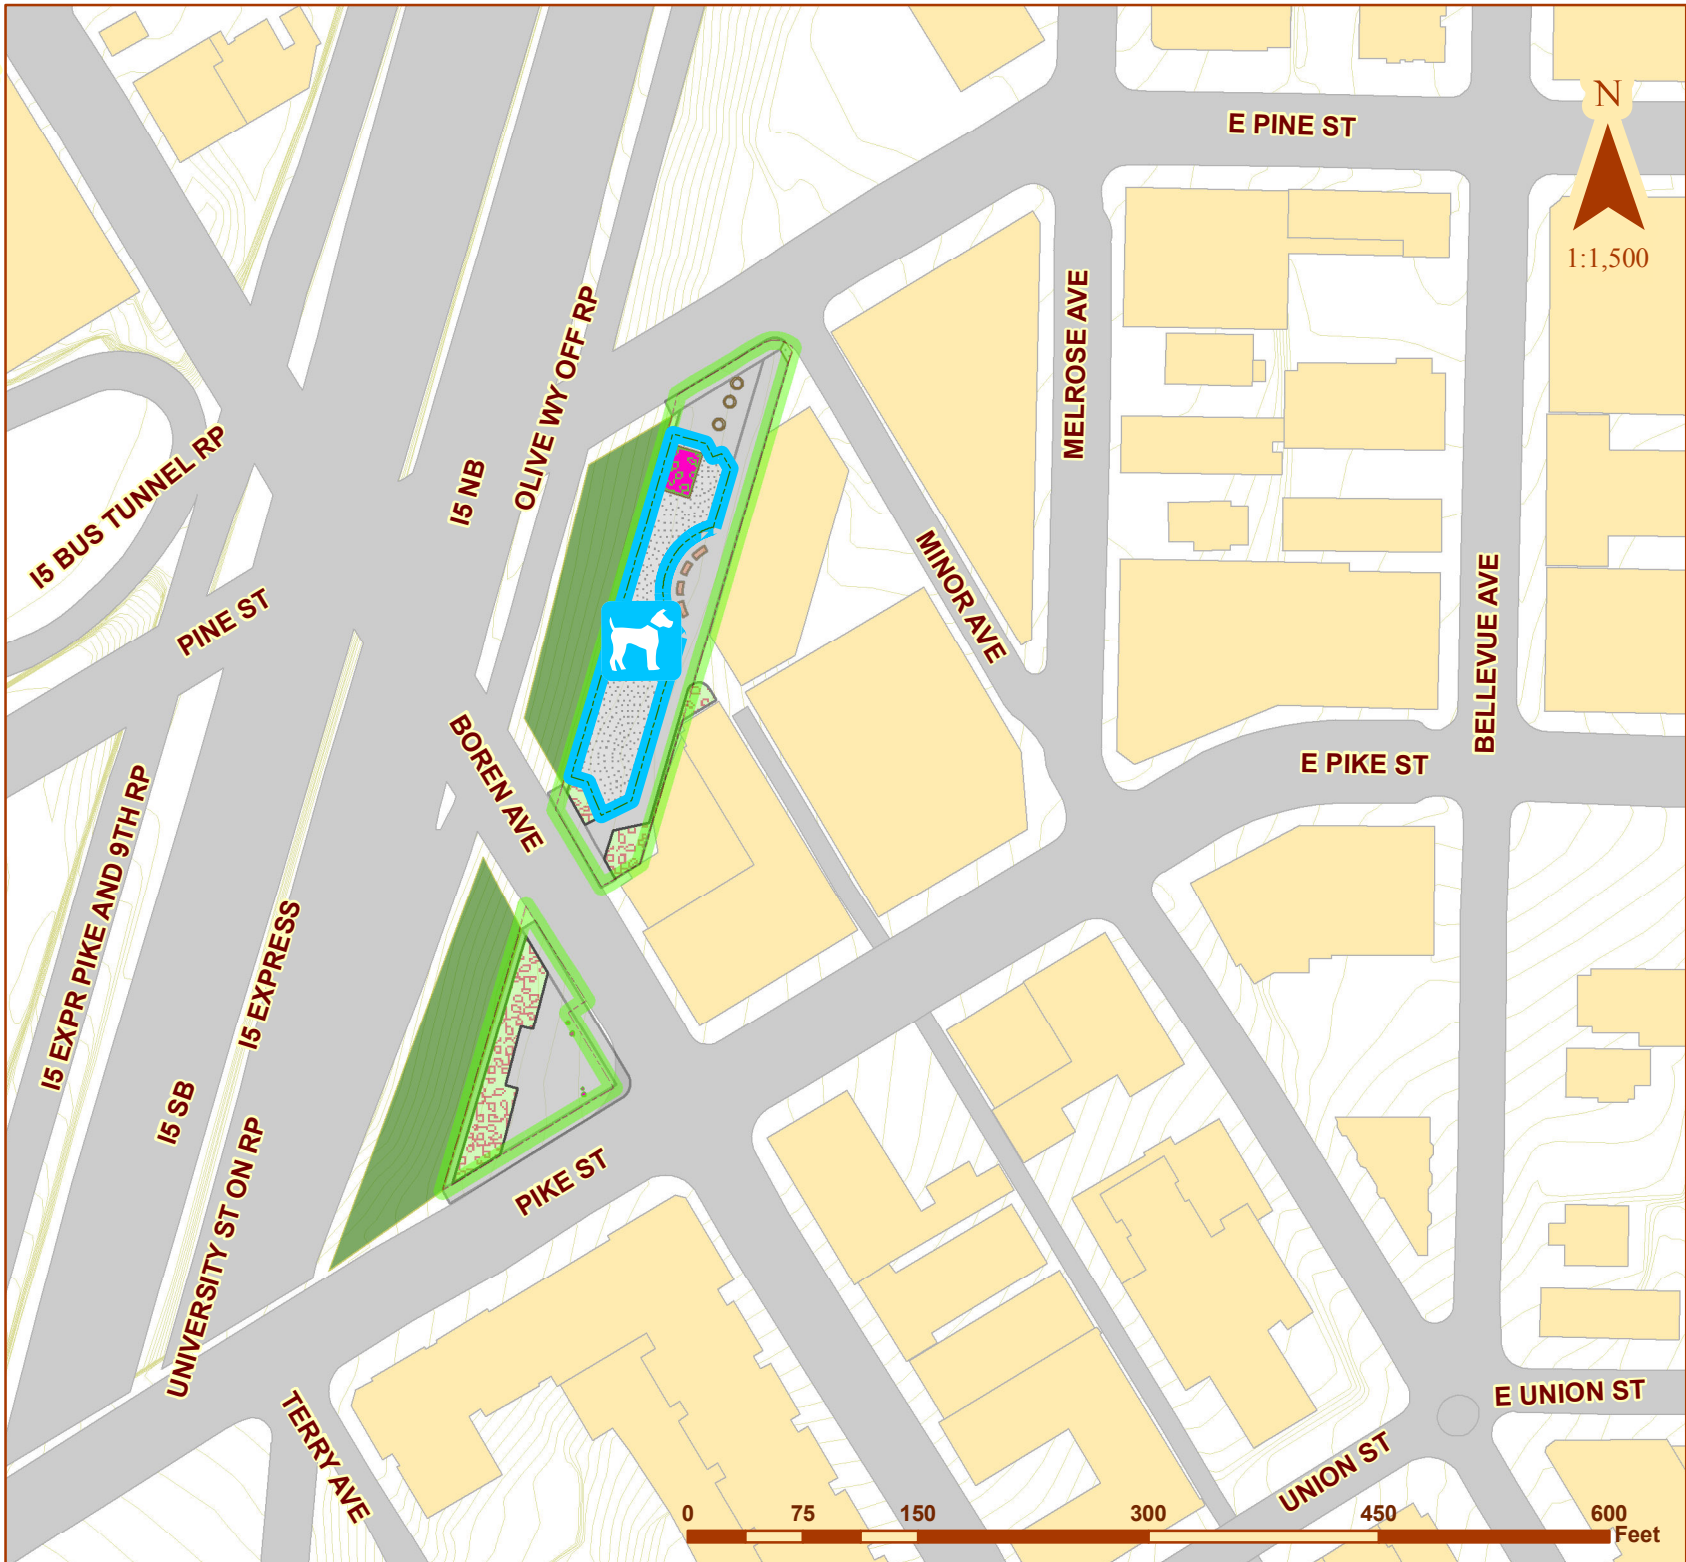 E PINE ST
N
1:1,500
MELROSE AVE
OLIVE WY OFF RP
I5 NB
I5 BUS TUNNEL RP
PINE ST
MINOR AVE
BELLEVUE AVE
BOREN AVE
E PIKE ST
I5 EXPR PIKE AND 9TH RP
I5 EXPRESS
I5 SB
UNIVERSITY ST ON RP
PIKE ST
TERRY AVE
E UNION ST
UNION ST
0 75 150 300 450 600
Feet